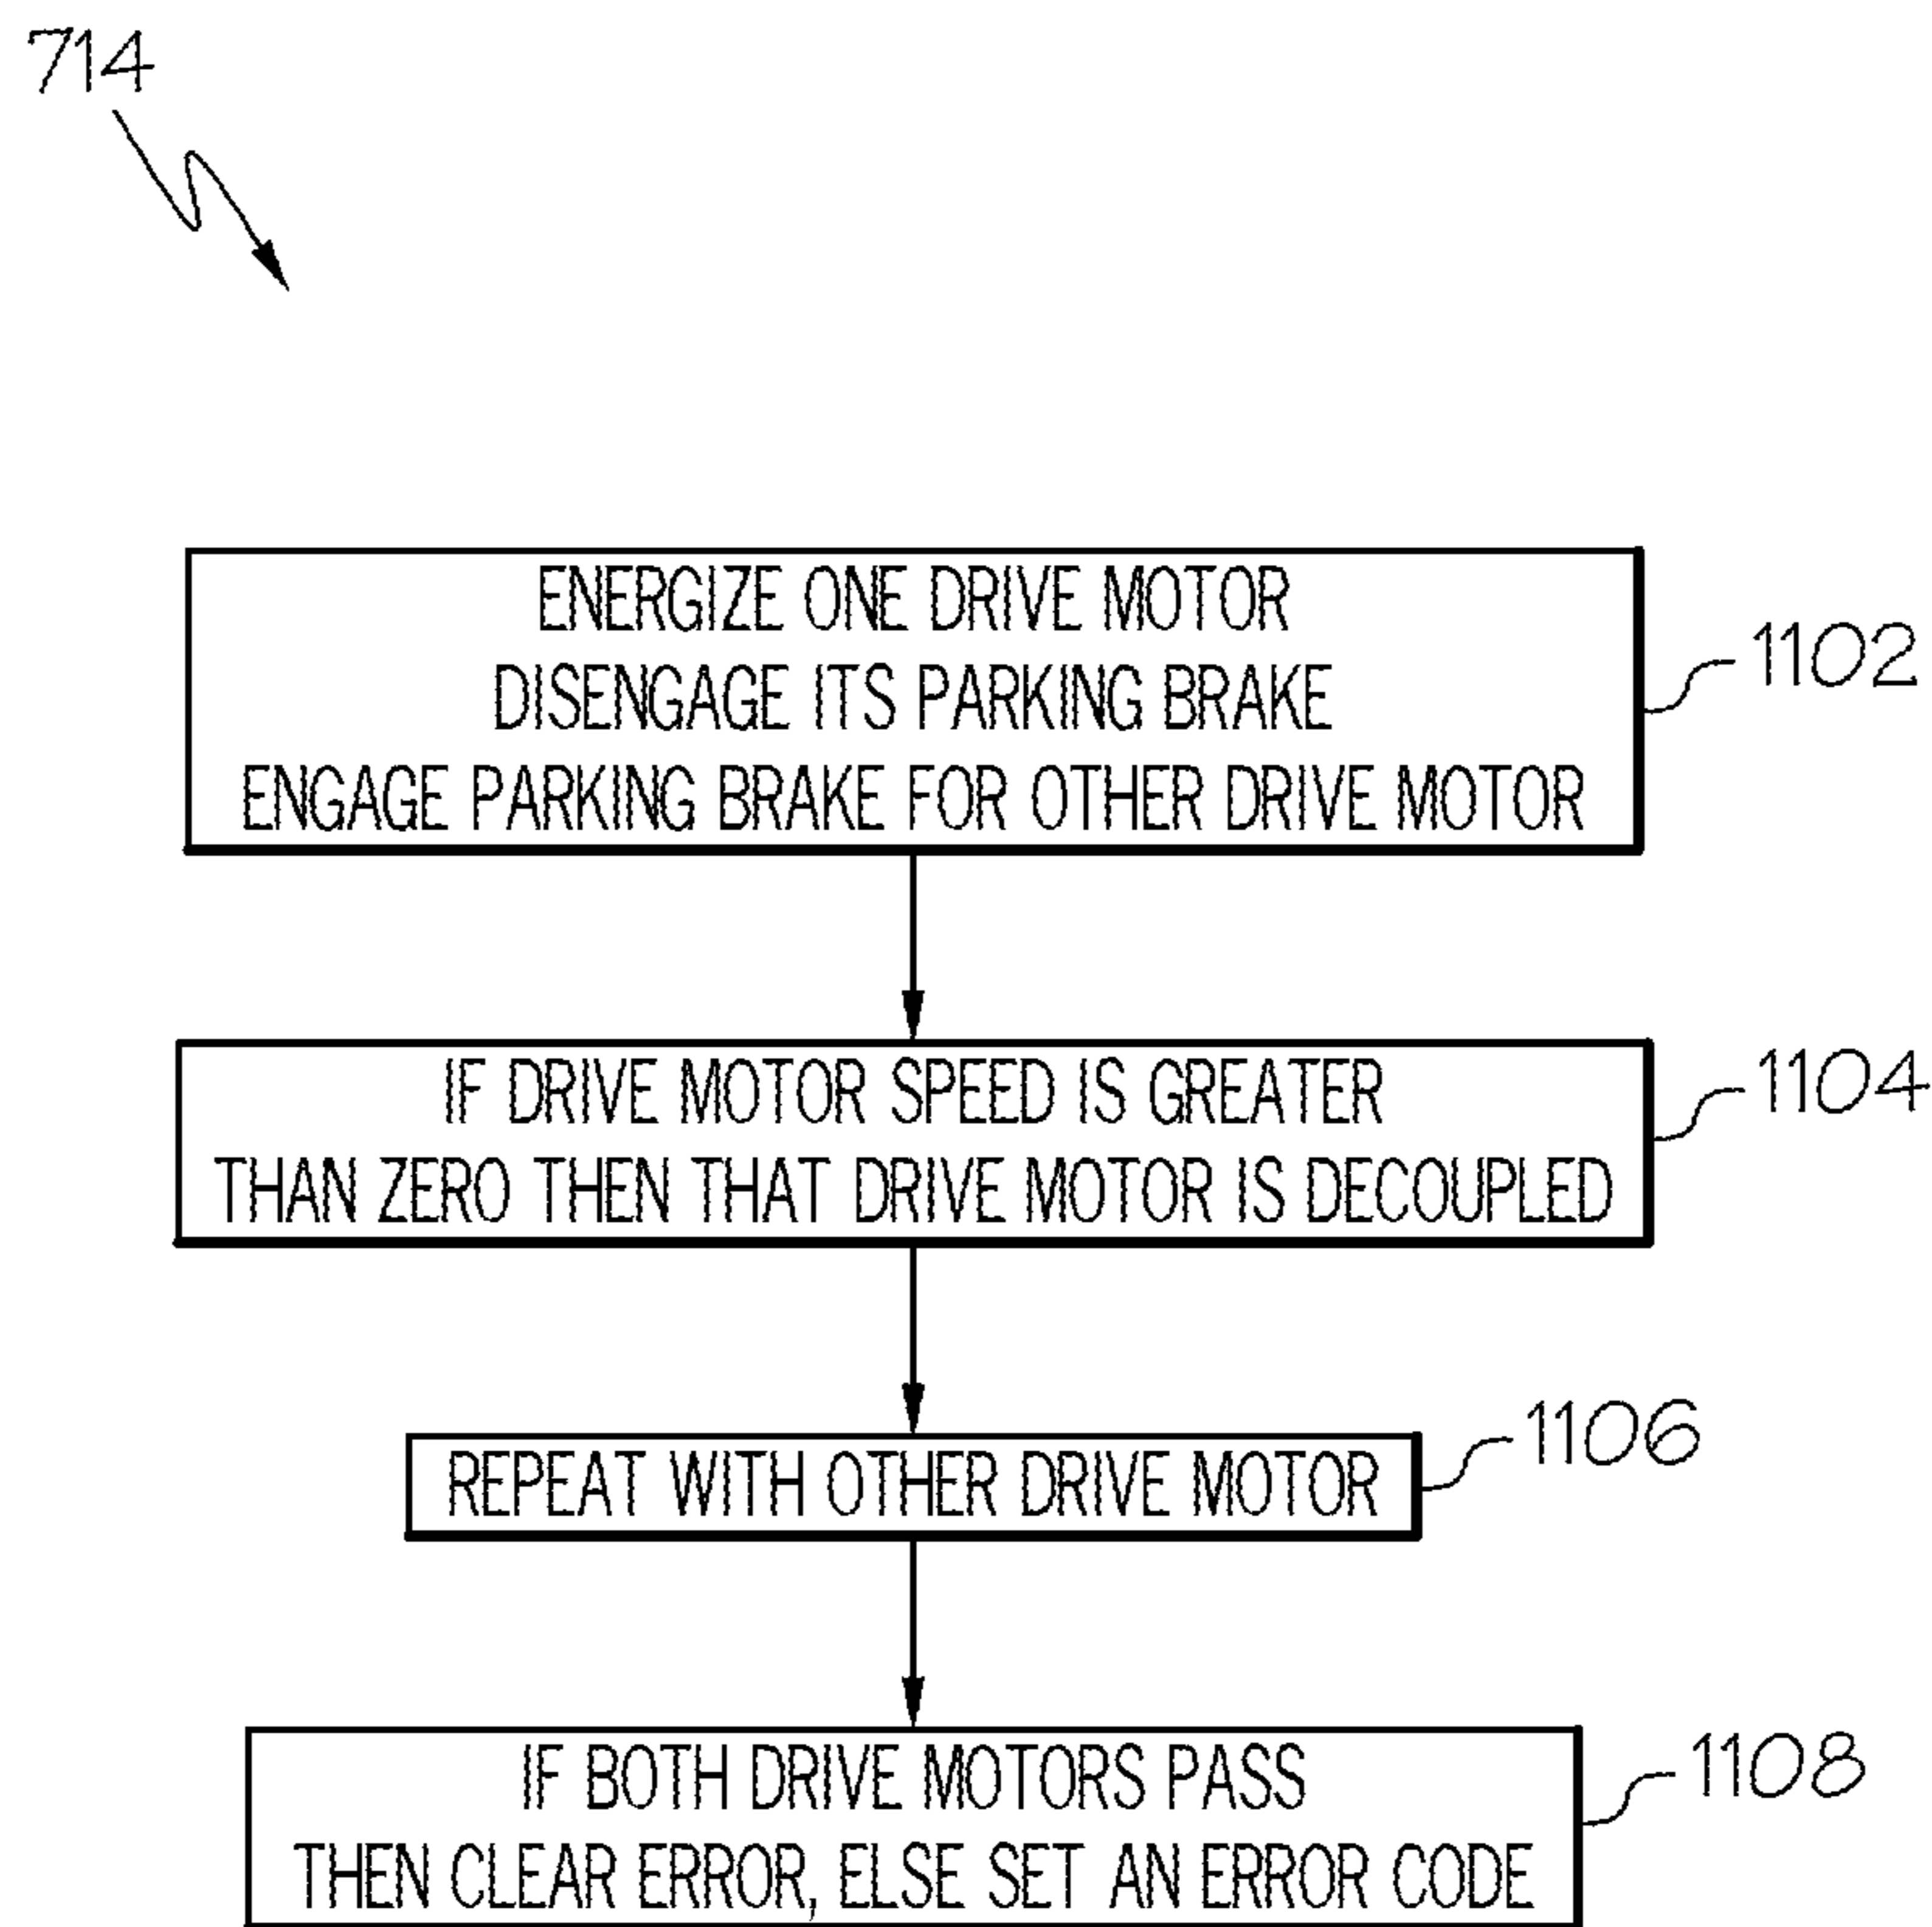 714
ENERGIZE ONE DRIVE MOTOR
DISENGAGE ITS PARKING BRAKE
ENGAGE PARKING BRAKE FOR OTHER DRIVE MOTOR
1102
IF DRIVE MOTOR SPEED IS GREATER
THAN ZERO THEN THAT DRIVE MOTOR IS DECOUPLED
1104
REPEAT WITH OTHER DRIVE MOTOR
1106
IF BOTH DRIVE MOTORS PASS
THEN CLEAR ERROR, ELSE SET AN ERROR CODE
1108